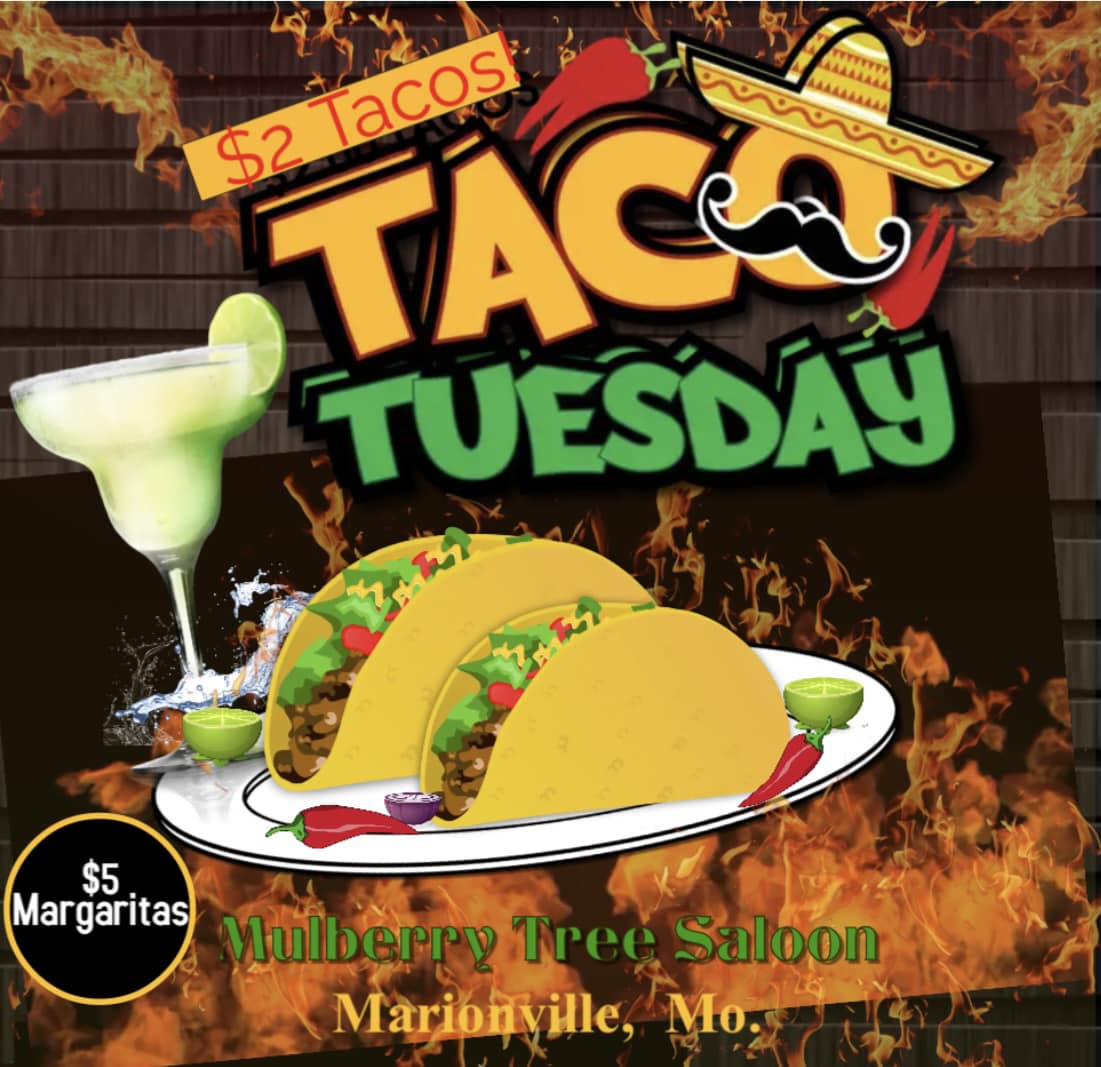 $2 Tacos!
TACO
TUESDAY
$5
Margaritas
Mulberry Tree Saloon
Marionville, Mo.